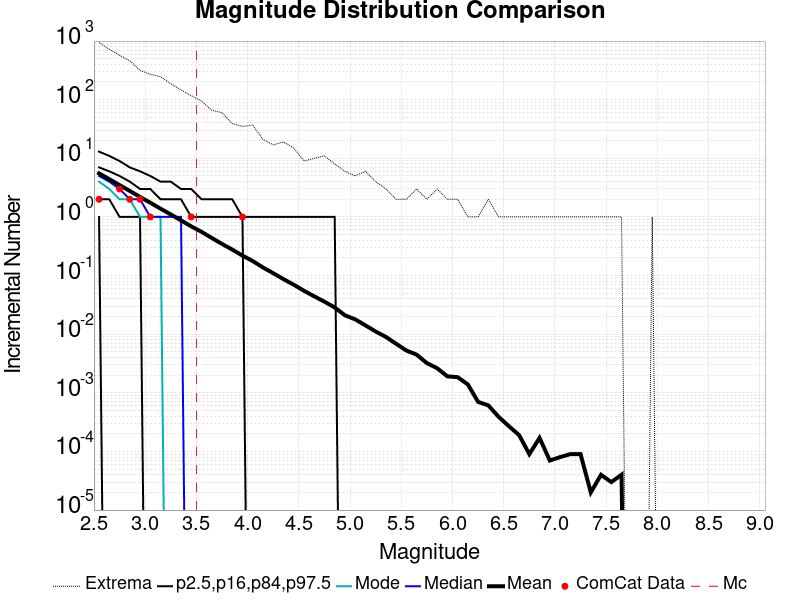 Magnitude Distribution Comparison
10^3
10^2
10^1
10^0
10^-1
10^-2
10^-3
10^-4
10^-5
Incremental Number
2.5 3.0 3.5 4.0 4.5 5.0 5.5 6.0 6.5 7.0 7.5 8.0 8.5 9.0
Magnitude
Extrema p2.5,p16,p84,p97.5 Mode Median Mean ComCat Data Mc